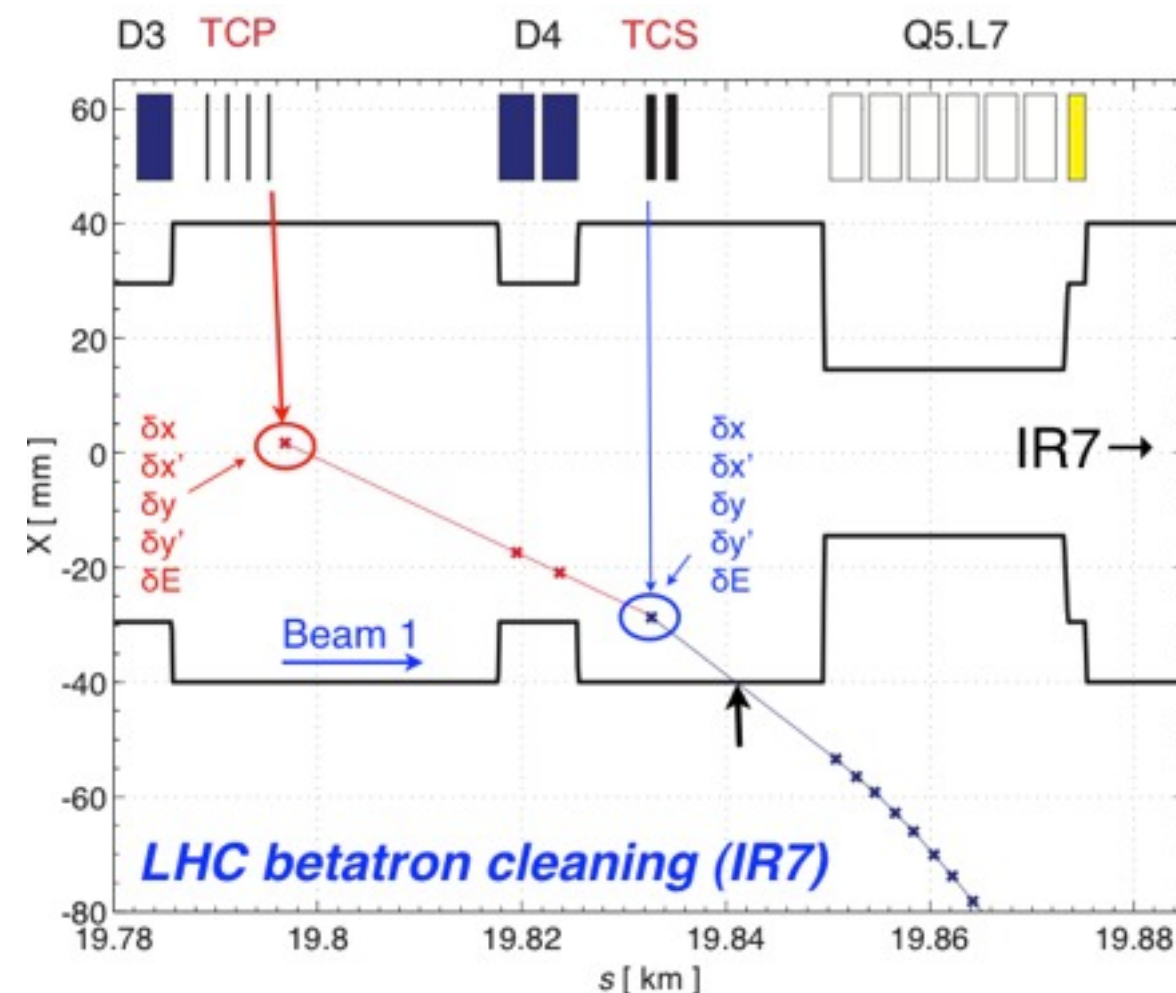 D3 TCP D4 TCS Q5.L7
60
40
20
0
-20
-40
-60
-80
X [ mm ]
δx
δx'
δy
δy'
δE
δx
δx'
δy
δy'
δE
IR7→
Beam 1
LHC betatron cleaning (IR7)
19.78 19.8 19.82 19.84 19.86 19.88
s [ km ]